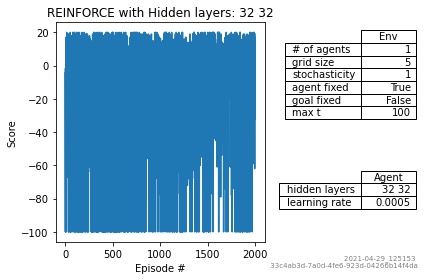 REINFORCE with Hidden layers: 32 32
20
0
−20
−40
−60
−80
−100
Score
0
500
1000
1500
2000
Episode #
Env
# of agents 1
grid size 5
stochasticity 1
agent fixed True
goal fixed False
max t 100
Agent
hidden layers 32 32
learning rate 0.0005
2021-04-29_125153
33c4ab3d-7a0d-4fe6-923d-04266b14f4da